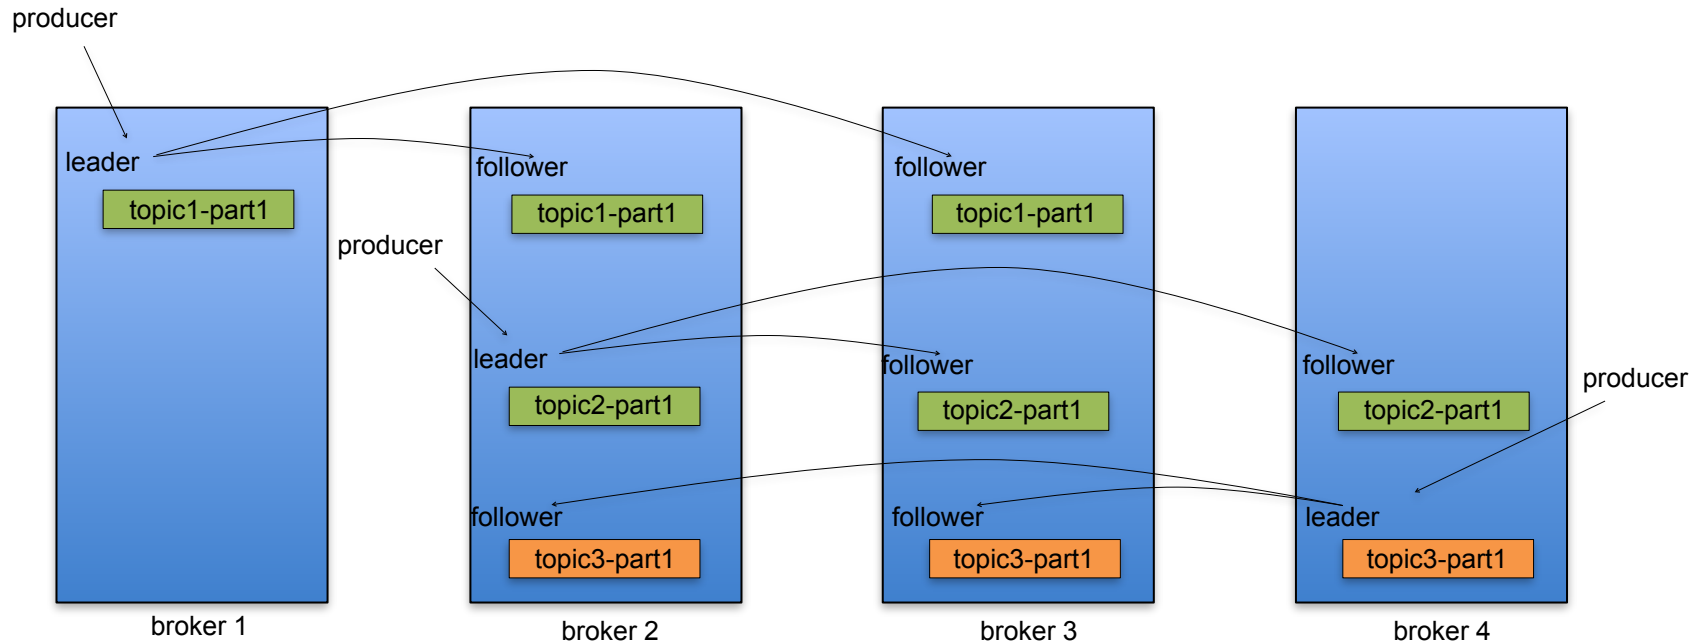 producer
leader
follower
follower
topic1-part1
topic1-part1
topic1-part1
producer
leader
follower
follower
producer
topic2-part1
topic2-part1
topic2-part1
follower
follower
leader
topic3-part1
topic3-part1
topic3-part1
broker 1
broker 2
broker 3
broker 4